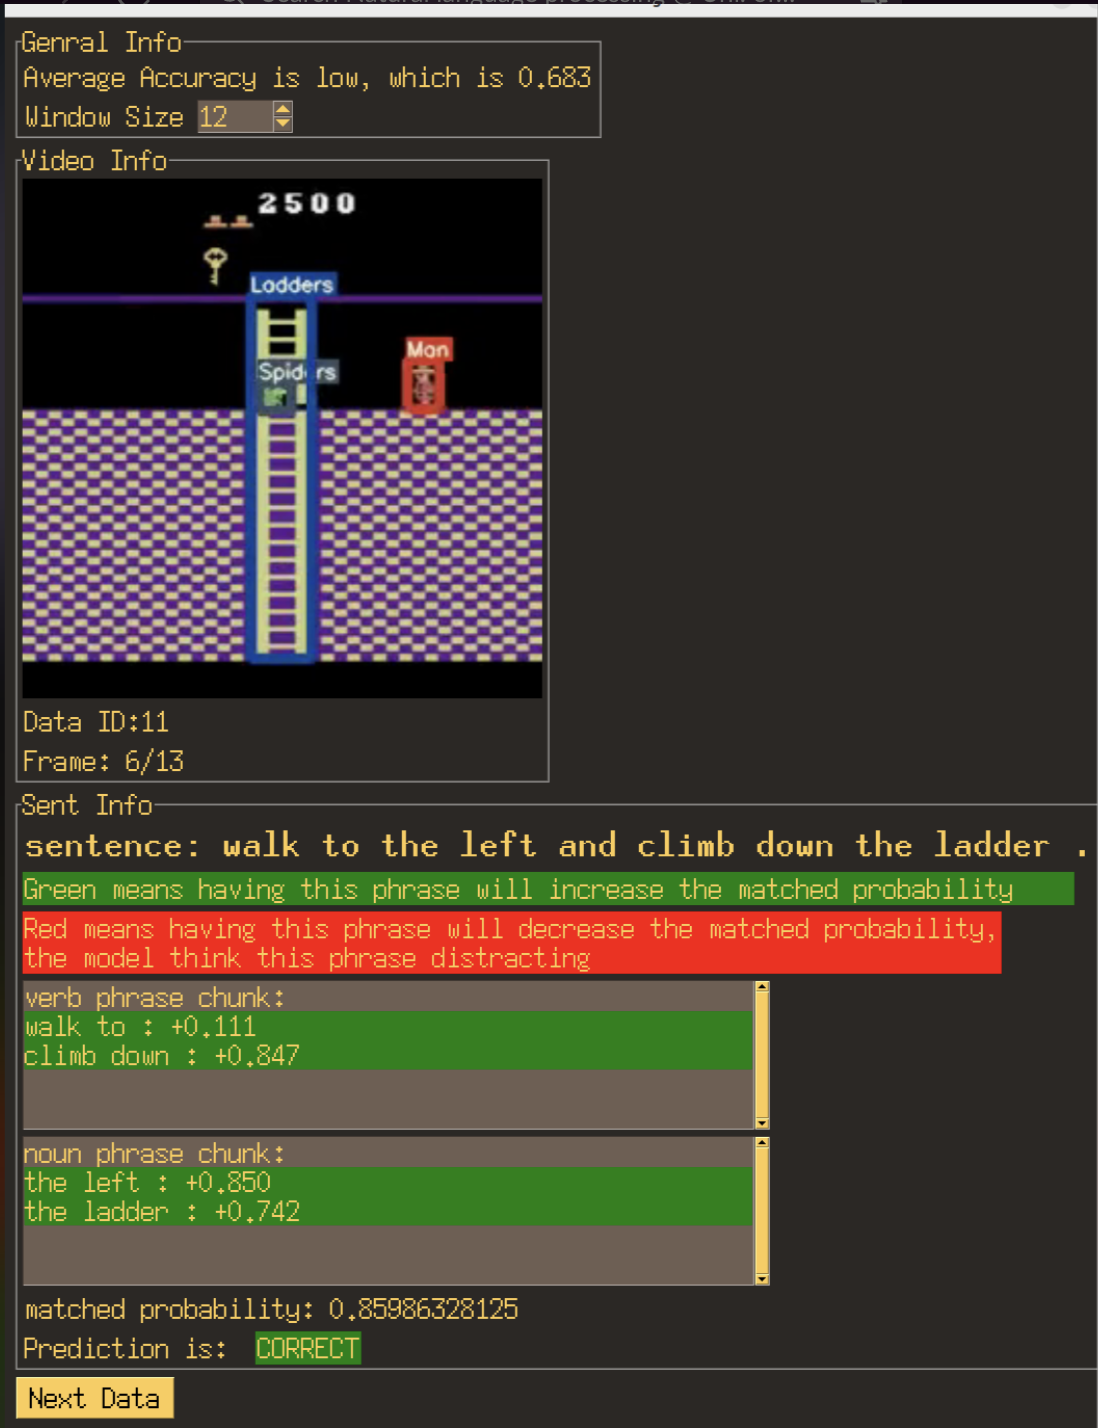 Genral Info
Average Accuracy is low, which is 0.683
Window Size 12
Video Info
2500
Ladders
Man
Spiders
Data ID:11
Frame: 6/13
Sent Info
sentence: walk to the left and climb down the ladder .
Green means having this phrase will increase the matched probability
Red means having this phrase will decrease the matched probability,
the model think this phrase distracting
verb phrase chunk:
walk to : +0.111
climb down : +0.847
noun phrase chunk:
the left : +0.850
the ladder : +0.742
matched probability: 0.85986328125
Prediction is: CORRECT
Next Data